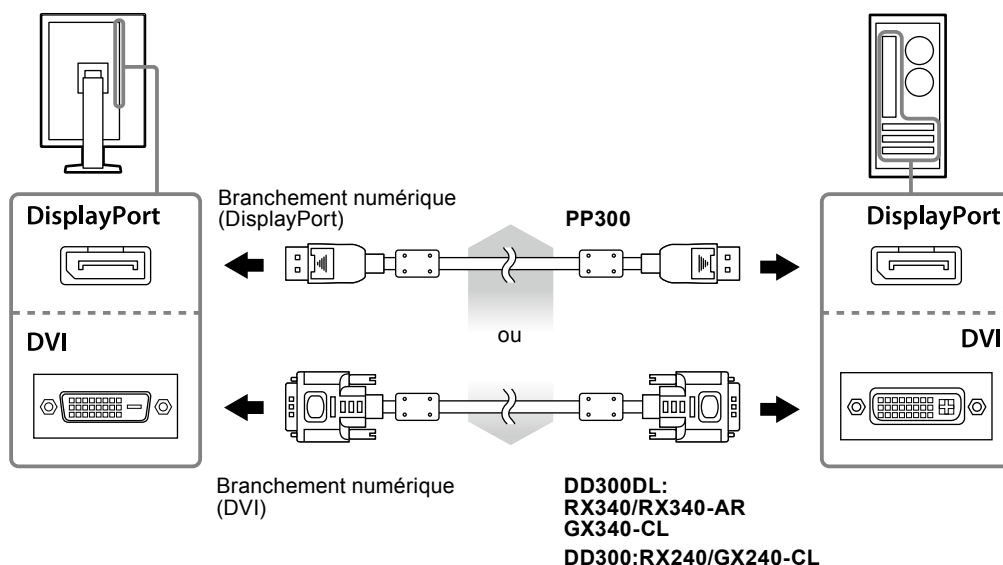 DisplayPort
DVI
Branchement numérique
(DisplayPort)
PP300
ou
Branchement numérique
(DVI)
DD300DL:
RX340/RX340-AR
GX340-CL
DD300:RX240/GX240-CL
DisplayPort
DVI